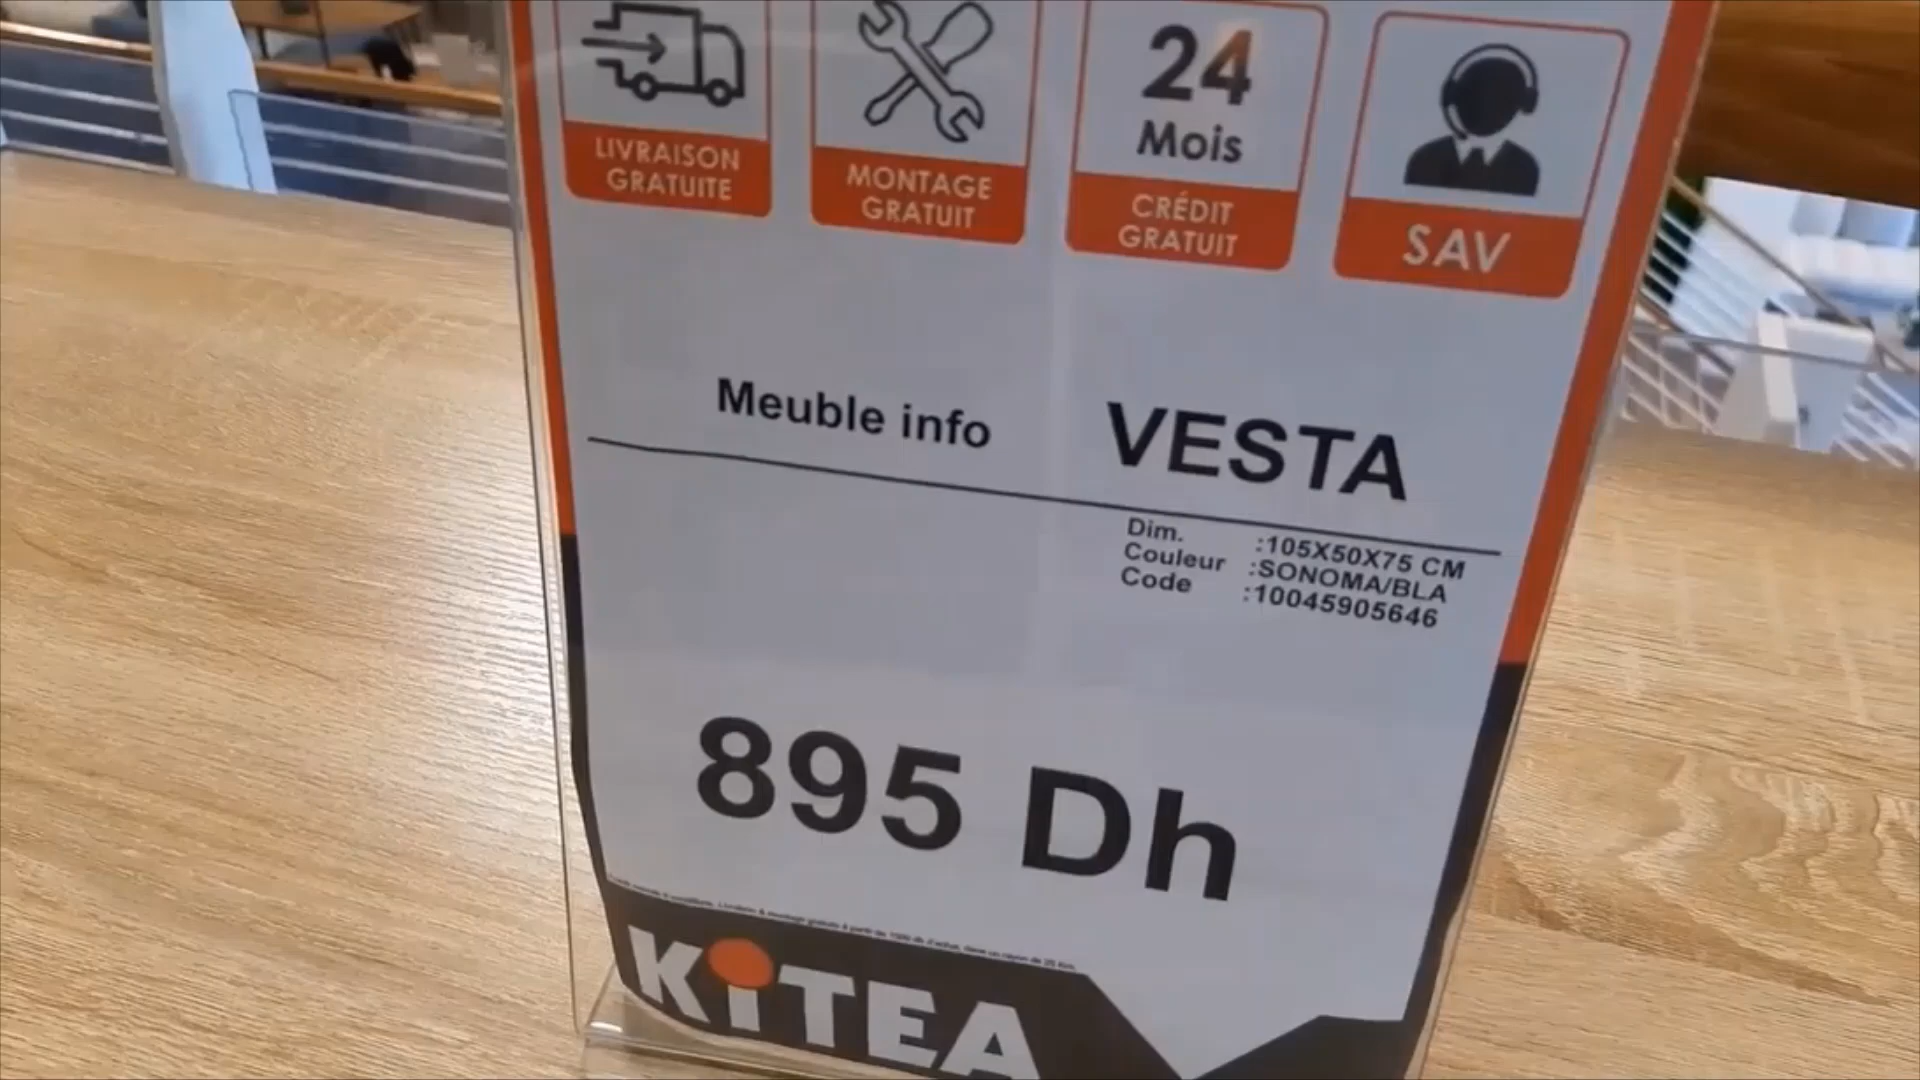 LIVRAISON
GRATUITE
MONTAGE
GRATUIT
24
Mois
CRÉDIT
GRATUIT
SAV
Meuble info VESTA
Dim. :105X50X75 CM
Couleur :SONOMA/BLA
Code :10045905646
895 Dh
KiTEA